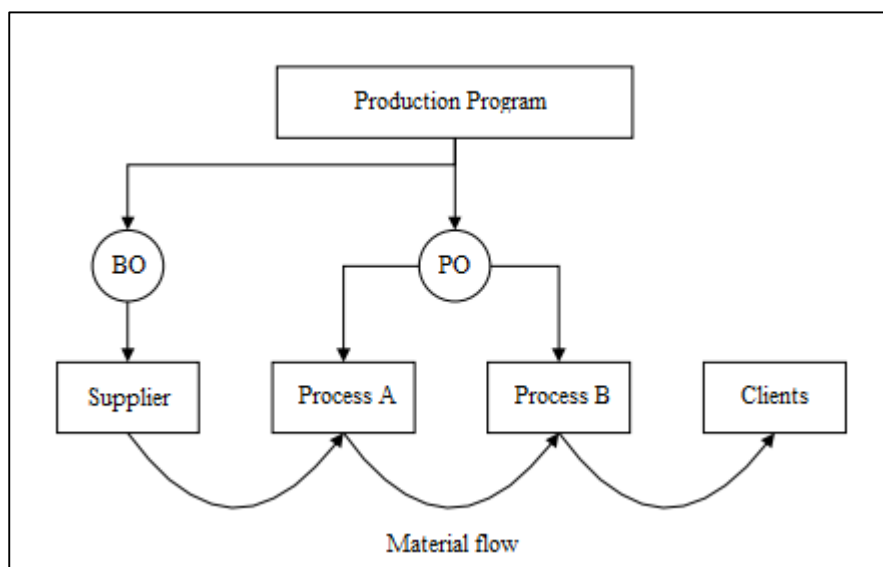 Production Program
BO
PO
Supplier
Process A
Process B
Clients
Material flow